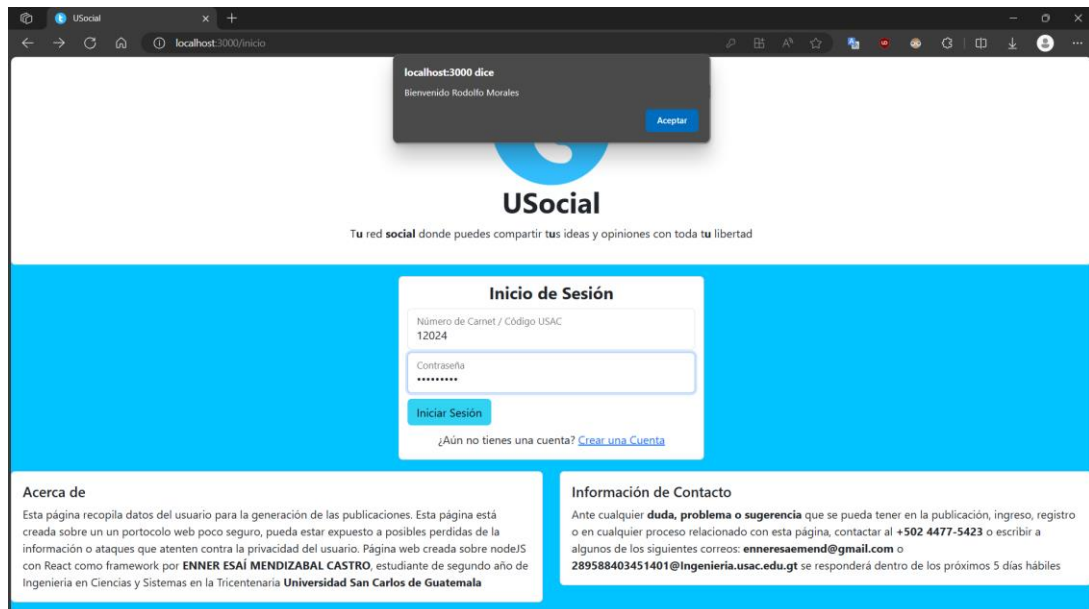 USocial
localhost:3000/inicio
localhost:3000 dice
Bienvenido Rodolfo Morales
Aceptar
USocial
Tu red social donde puedes compartir tus ideas y opiniones con toda tu libertad
Inicio de Sesión
Número de Carnet / Código USAC
12024
Contraseña
•••••••••
Iniciar Sesión
¿Aún no tienes una cuenta? Crear una Cuenta
Acerca de
Esta página recopila datos del usuario para la generación de las publicaciones. Esta página está
creada sobre un un portocolo web poco seguro, pueda estar expuesto a posibles perdidas de la
información o ataques que atenten contra la privacidad del usuario. Página web creada sobre nodeJS
con React como framework por ENNER ESAÍ MENDIZABAL CASTRO, estudiante de segundo año de
Ingenieria en Ciencias y Sistemas en la Tricentenaria Universidad San Carlos de Guatemala
Información de Contacto
Ante cualquier duda, problema o sugerencia que se pueda tener en la publicación, ingreso, registro
o en cualquier proceso relacionado con esta página, contactar al +502 4477-5423 o escribir a
algunos de los siguientes correos: enneresaemend@gmail.com o
289588403451401@Ingenieria.usac.edu.gt se responderá dentro de los próximos 5 días hábiles